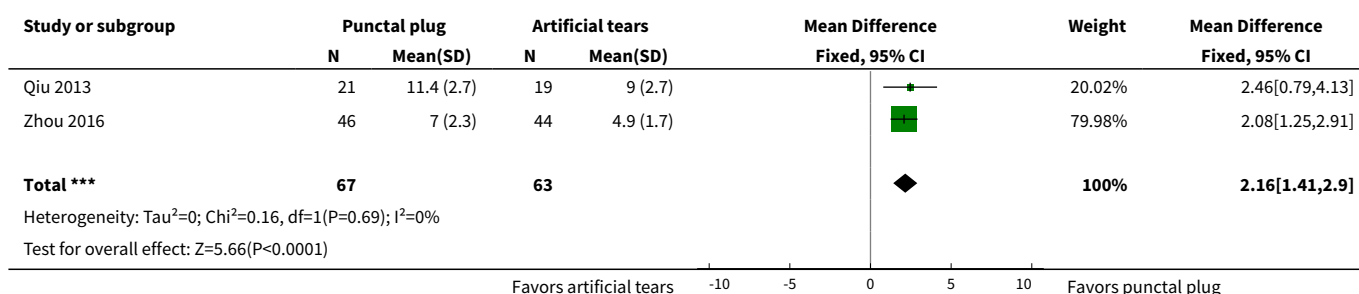 Study or subgroup Punctal plug Artificial tears Mean Difference Weight Mean Difference
N Mean(SD) N Mean(SD) Fixed, 95% CI Fixed, 95% CI
Qiu 2013 21 11.4 (2.7) 19 9 (2.7) 20.02% 2.46[0.79,4.13]
Zhou 2016 46 7 (2.3) 44 4.9 (1.7) 79.98% 2.08[1.25,2.91]
Total *** 67 63 100% 2.16[1.41,2.9]
Heterogeneity: Tau²=0; Chi²=0.16, df=1(P=0.69); I²=0%
Test for overall effect: Z=5.66(P<0.0001)
Favors artificial tears -10 -5 0 5 10 Favors punctal plug